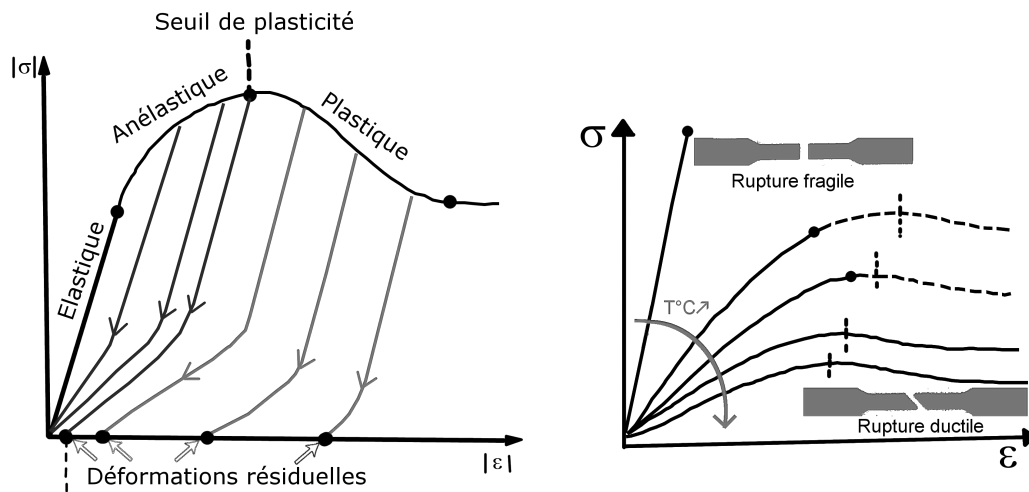 Seuil de plasticité
|σ|
Anélastique
Plastique
Elastique
Déformations résiduelles
|ε|
σ
Rupture fragile
T°C↗
Rupture ductile
ε